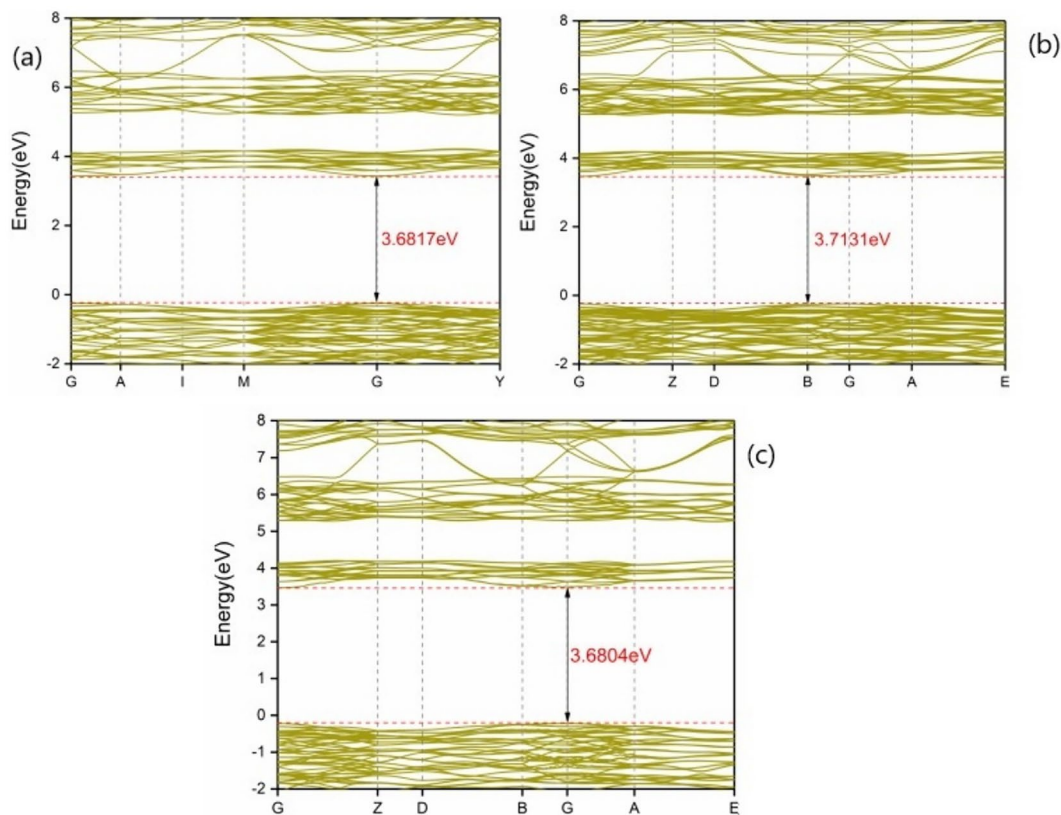 (a)
Energy(eV)
8
6
4
2
0
-2
3.6817eV
G A I M G Y
(b)
Energy(eV)
8
6
4
2
0
-2
3.7131eV
G Z D B G A E
(c)
Energy(eV)
8
7
6
5
4
3
2
1
0
-1
-2
3.6804eV
G Z D B G A E